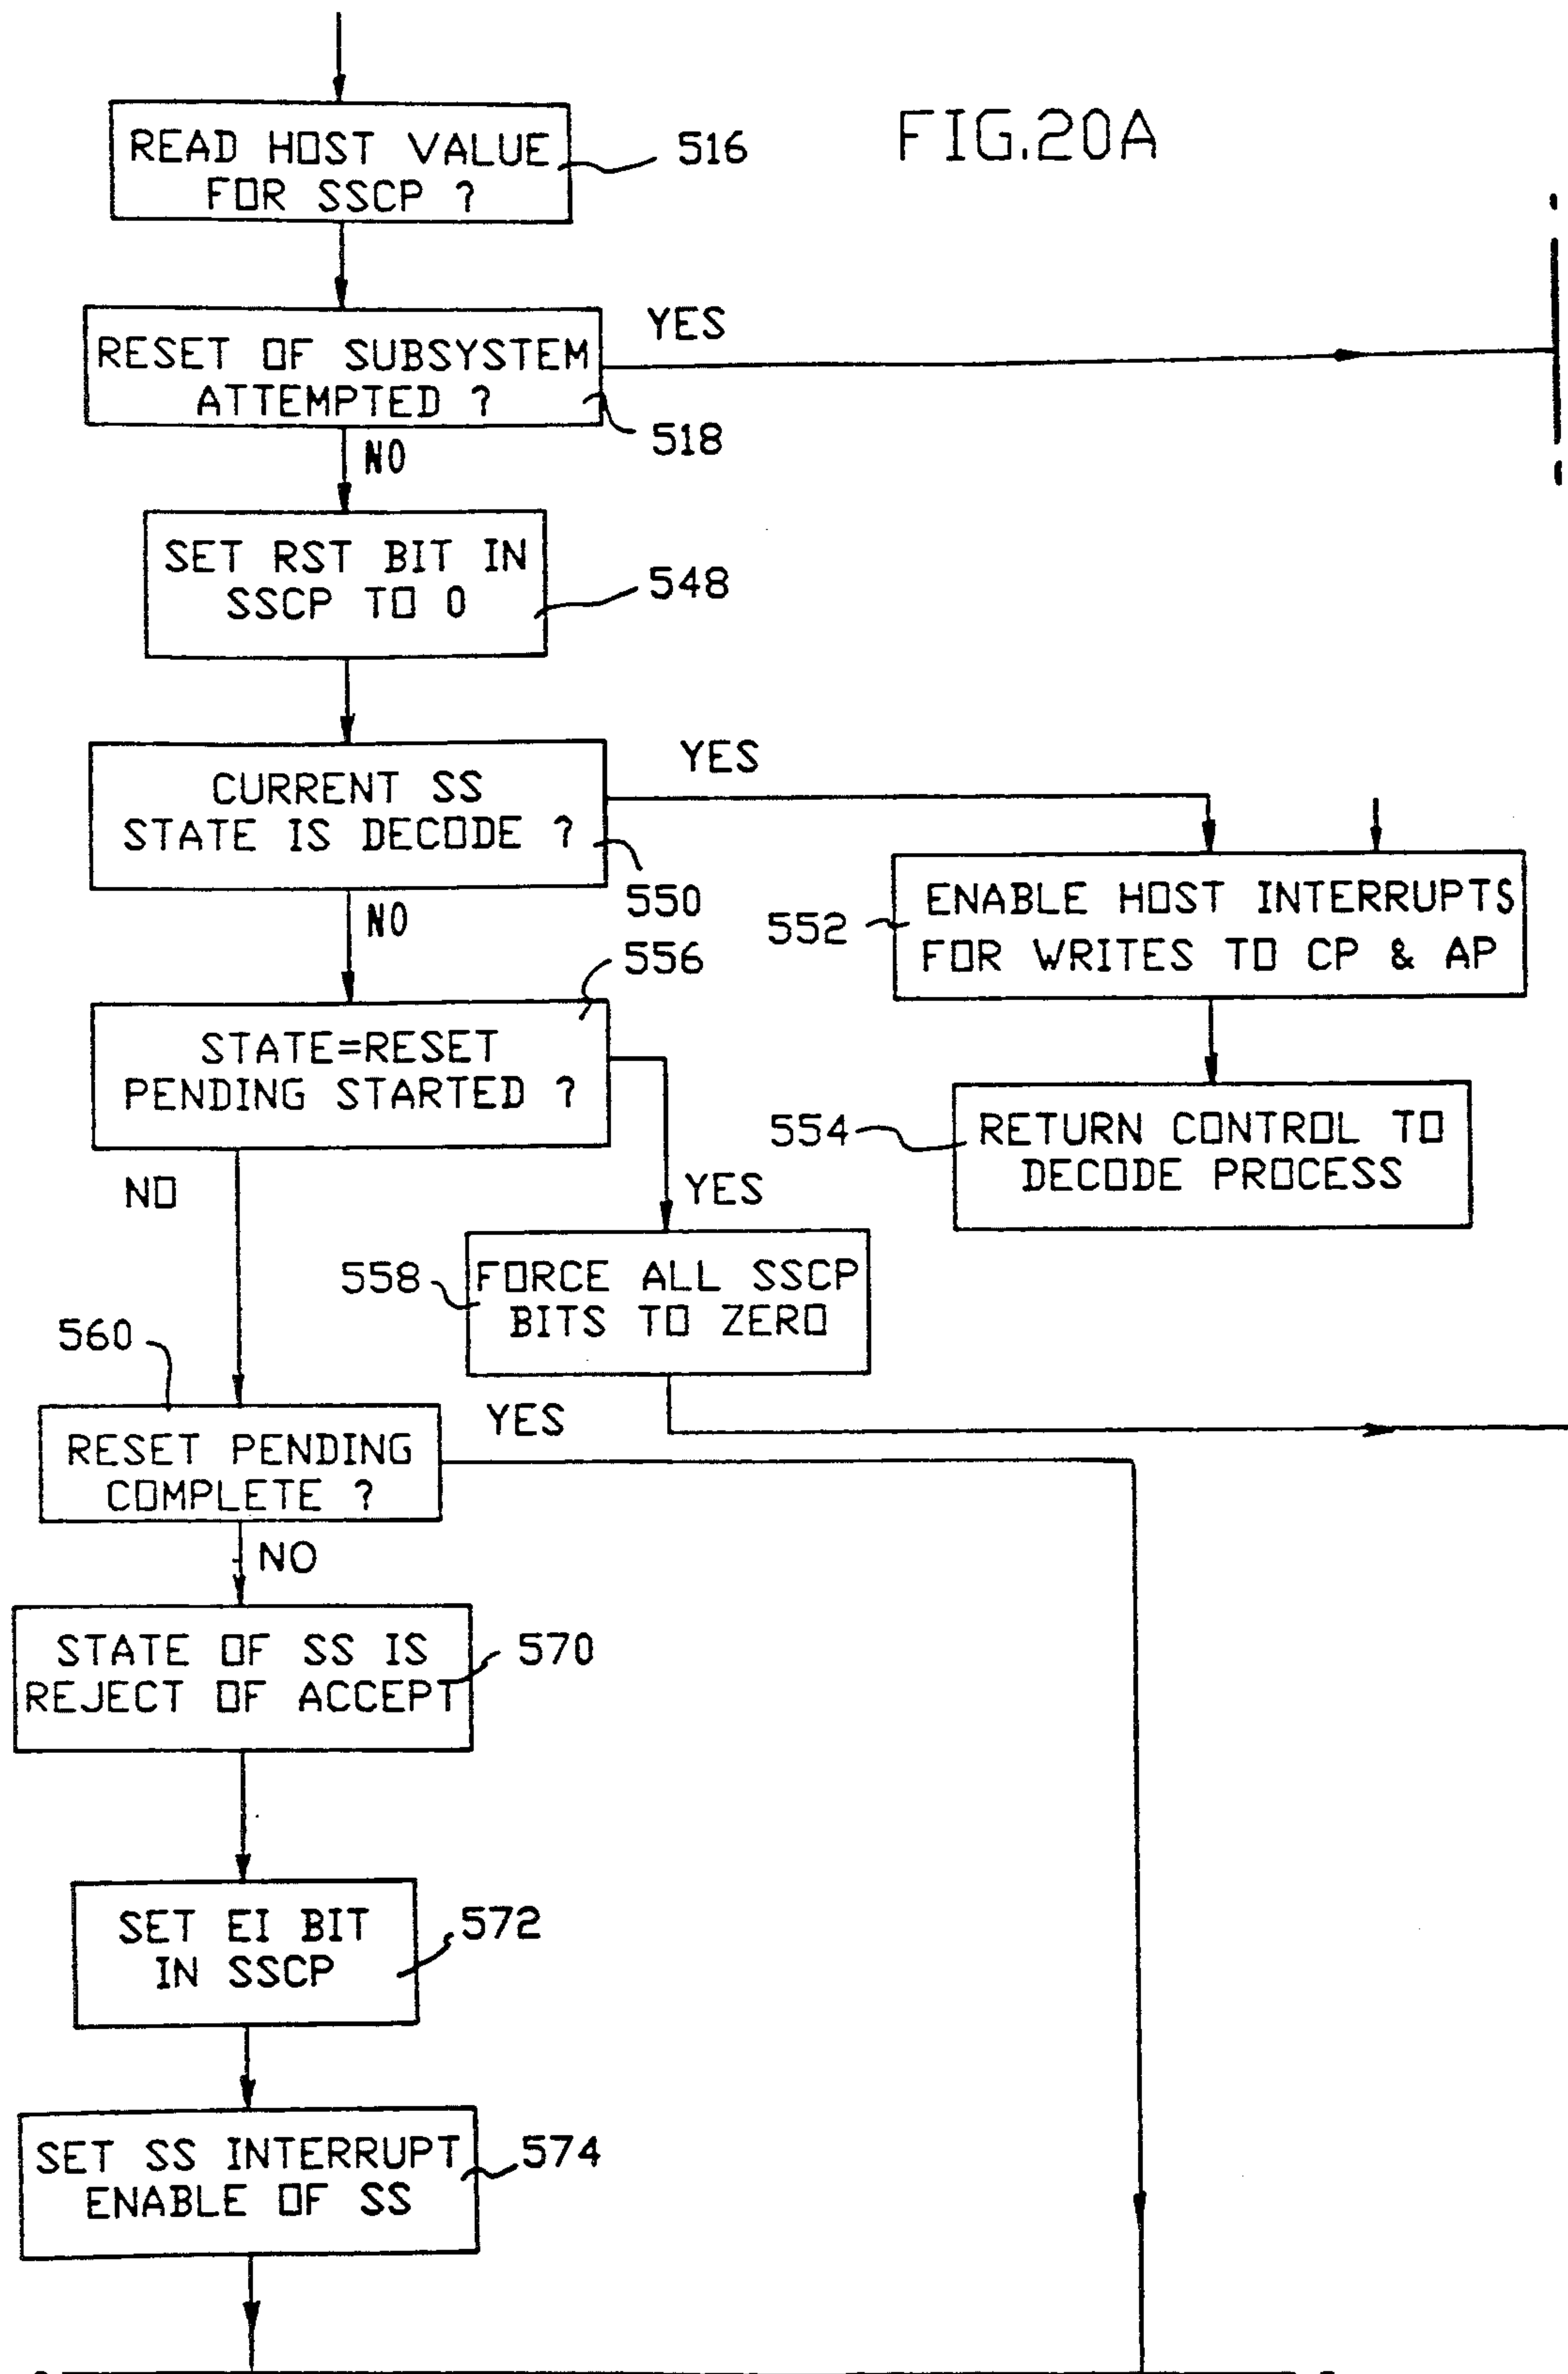 FIG.20A
READ HOST VALUE
FOR SSCP ?
516
RESET OF SUBSYSTEM
ATTEMPTED ?
518
YES
NO
SET RST BIT IN
SSCP TO 0
548
CURRENT SS
STATE IS DECODE ?
550
YES
NO
552
ENABLE HOST INTERRUPTS
FOR WRITES TO CP & AP
556
STATE=RESET
PENDING STARTED ?
554
RETURN CONTROL TO
DECODE PROCESS
NO
YES
558
FORCE ALL SSCP
BITS TO ZERO
560
RESET PENDING
COMPLETE ?
YES
NO
STATE OF SS IS
REJECT OF ACCEPT
570
SET EI BIT
IN SSCP
572
SET SS INTERRUPT
ENABLE OF SS
574